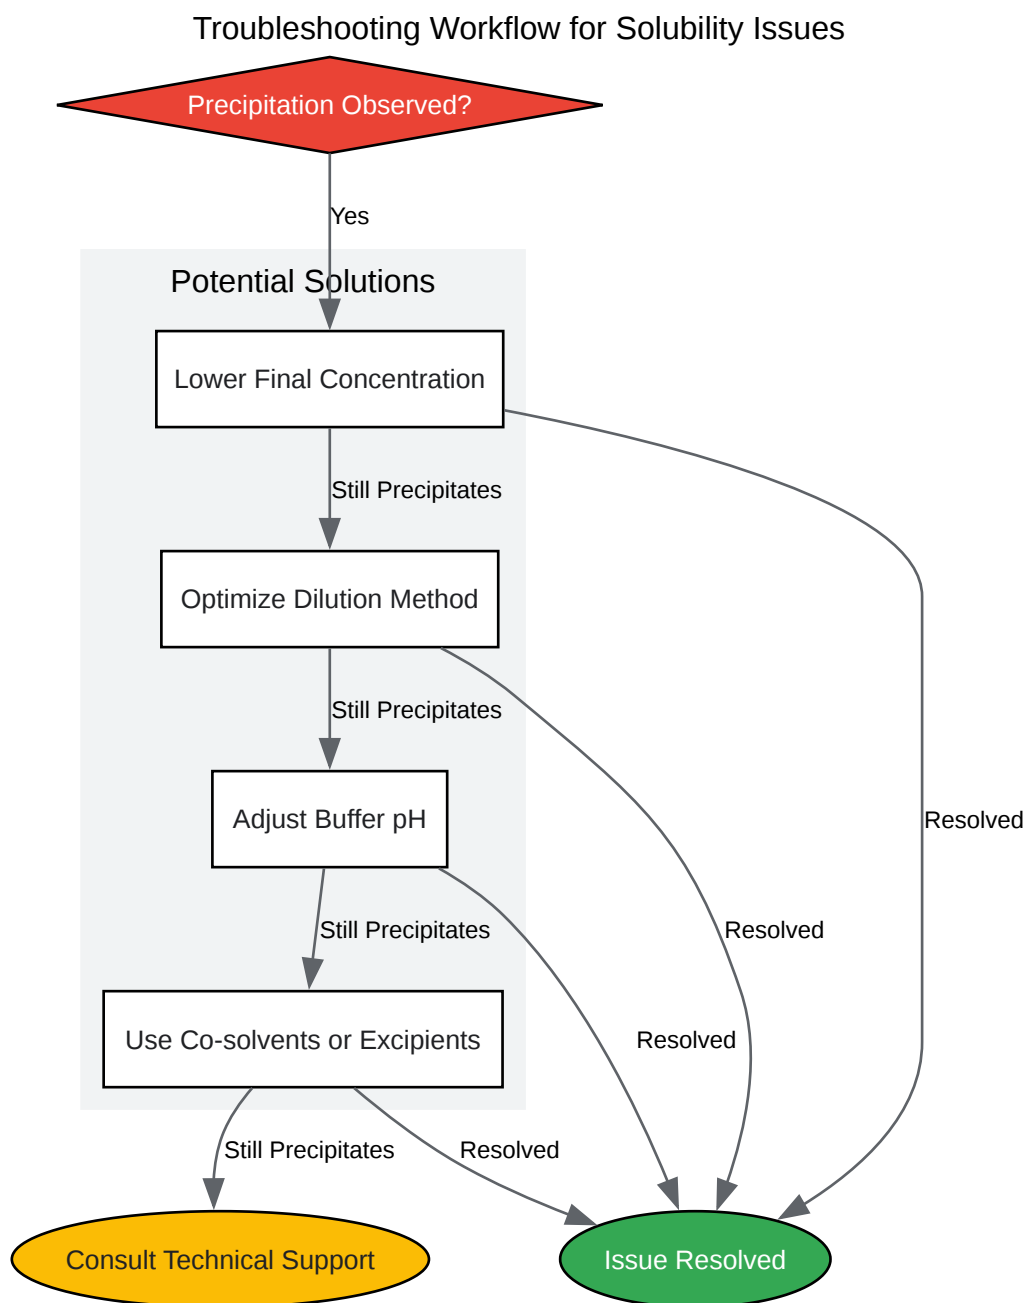 Troubleshooting Workflow for Solubility Issues
Precipitation Observed?
Yes
Potential Solutions
Lower Final Concentration
Still Precipitates
Optimize Dilution Method
Still Precipitates
Adjust Buffer pH
Resolved
Still Precipitates
Resolved
Use Co-solvents or Excipients
Resolved
Still Precipitates
Resolved
Consult Technical Support
Issue Resolved